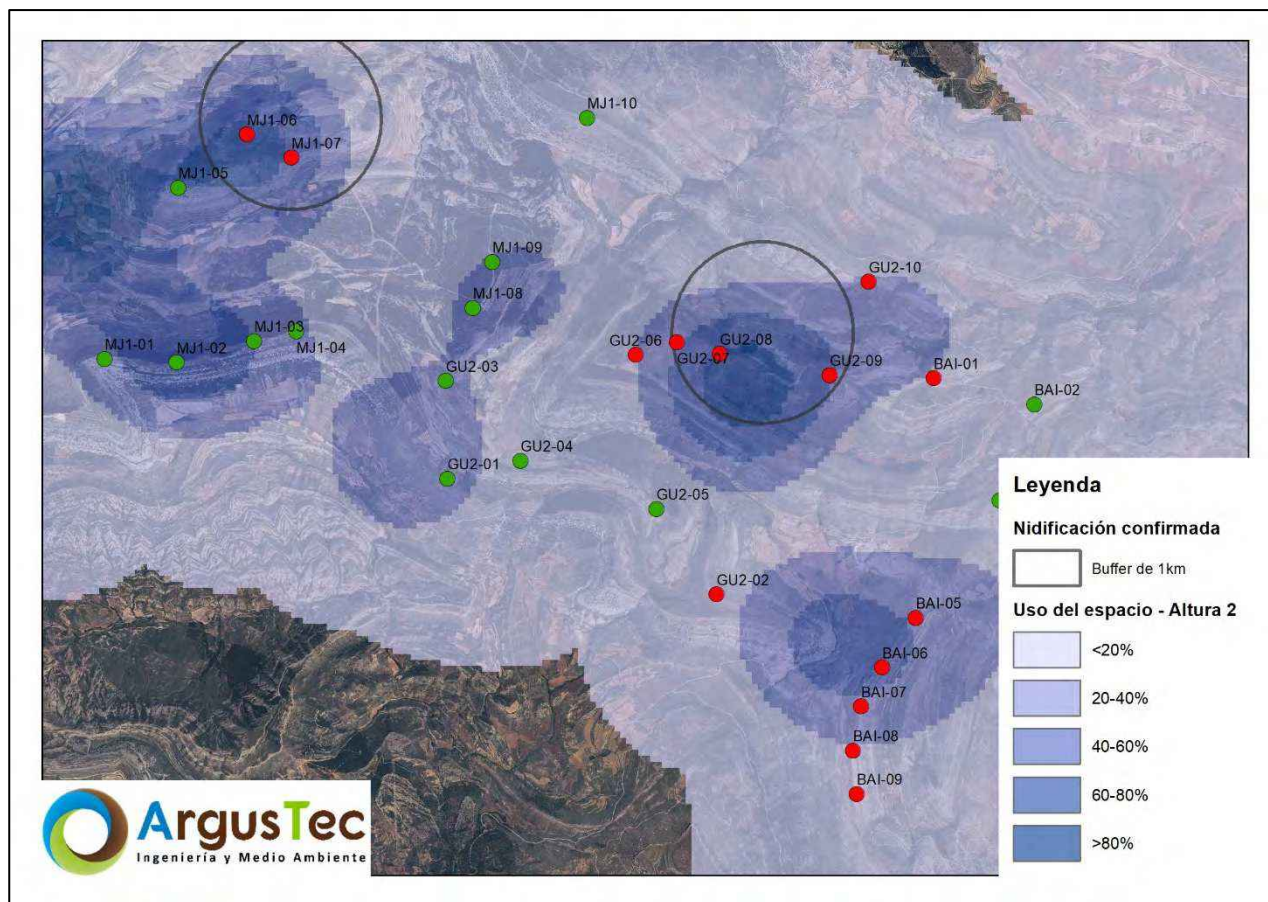 MJ1-10
MJ1-06
MJ1-07
MJ1-05
MJ1-09
MJ1-08
MJ1-03
MJ1-04
MJ1-01
MJ1-02
GU2-10
GU2-06
GU2-08
GU2-07
GU2-09
GU2-03
BAI-01
BAI-02
GU2-04
GU2-01
GU2-05
GU2-02
BAI-05
BAI-06
BAI-07
BAI-08
BAI-09
Leyenda
Nidificación confirmada
Buffer de 1km
Uso del espacio - Altura 2
<20%
20-40%
40-60%
60-80%
>80%
ArgusTec
Ingeniería y Medio Ambiente